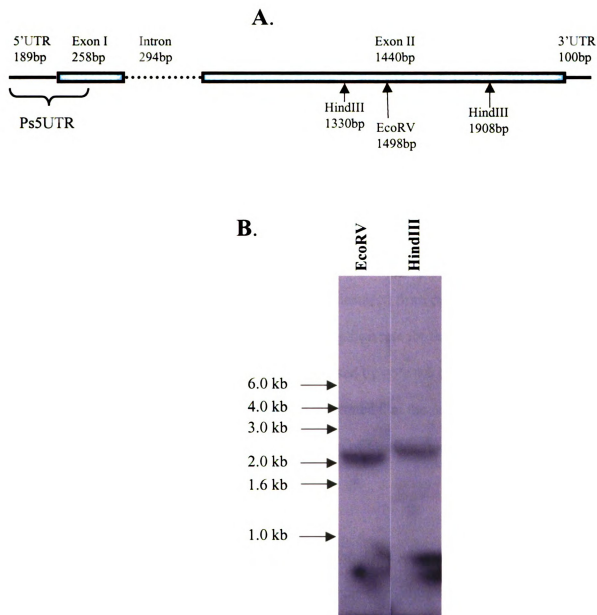 A.
5'UTR Exon I Intron Exon II 3'UTR
189bp 258bp 294bp 1440bp 100bp
Ps5UTR
HindIII
1330bp
EcoRV
1498bp
HindIII
1908bp
B.
EcoRV HindIII
6.0 kb
4.0 kb
3.0 kb
2.0 kb
1.6 kb
1.0 kb